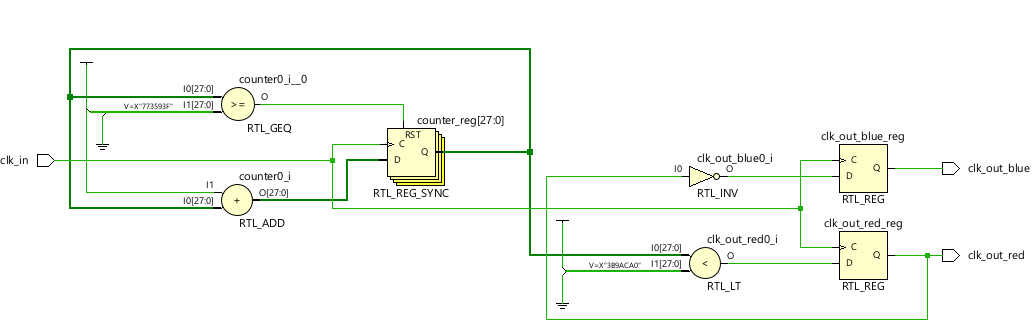 counter0_i__0
I0[27:0]
O
V=X"773593F"
I1[27:0]
>=
RTL_GEQ
counter_reg[27:0]
RST
C
D
Q
RTL_REG_SYNC
clk_in
counter0_i
I1
O[27:0]
I0[27:0]
+
RTL_ADD
clk_out_blue0_i
I0
O
RTL_INV
clk_out_blue_reg
C
D
Q
RTL_REG
clk_out_blue
clk_out_red0_i
I0[27:0]
O
V=X"3B9ACA0"
I1[27:0]
<
RTL_LT
clk_out_red_reg
C
D
Q
RTL_REG
clk_out_red